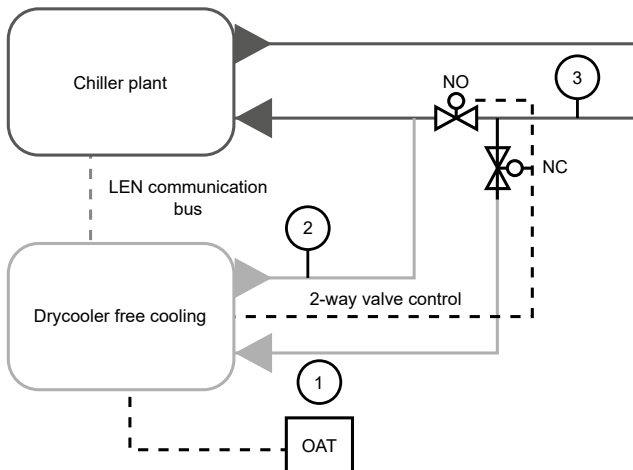 Chiller plant
NO
3
NC
LEN communication
bus
2
Drycooler free cooling
2-way valve control
1
OAT